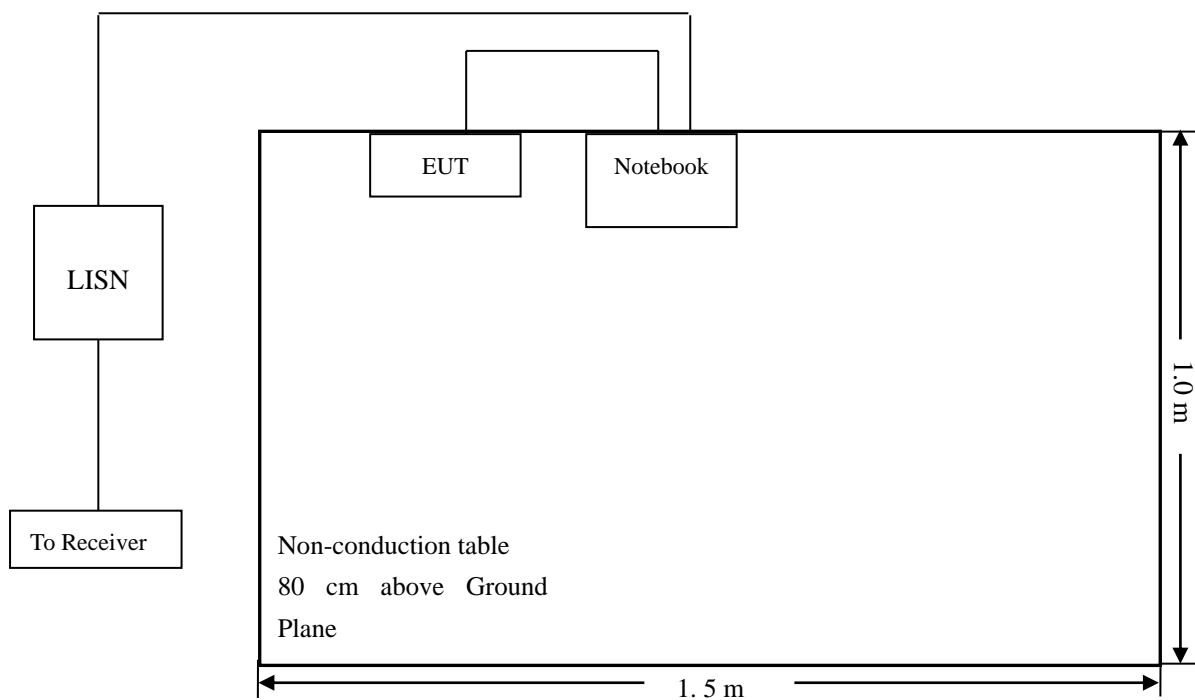 EUT
Notebook
LISN
1.0 m
To Receiver
Non-conduction table
80 cm above Ground
Plane
1. 5 m